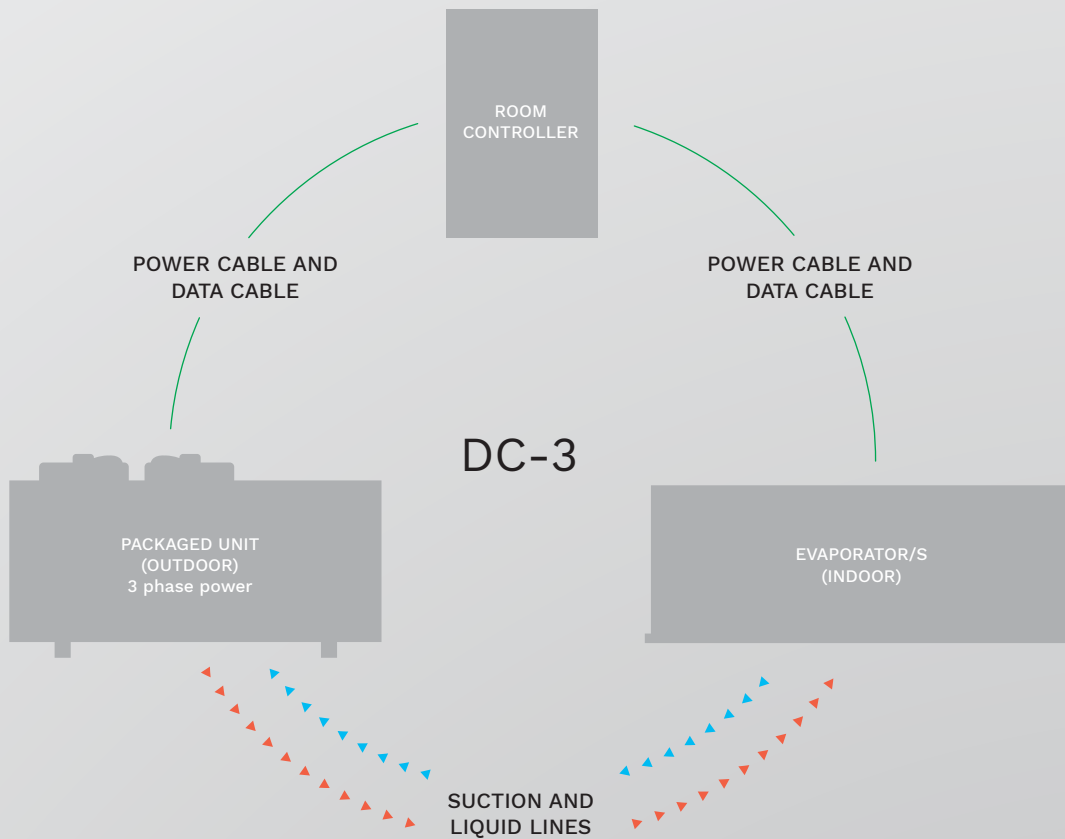 ROOM
CONTROLLER
POWER CABLE AND
DATA CABLE
POWER CABLE AND
DATA CABLE
DC-3
PACKAGED UNIT
(OUTDOOR)
3 phase power
EVAPORATOR/S
(INDOOR)
SUCTION AND
LIQUID LINES